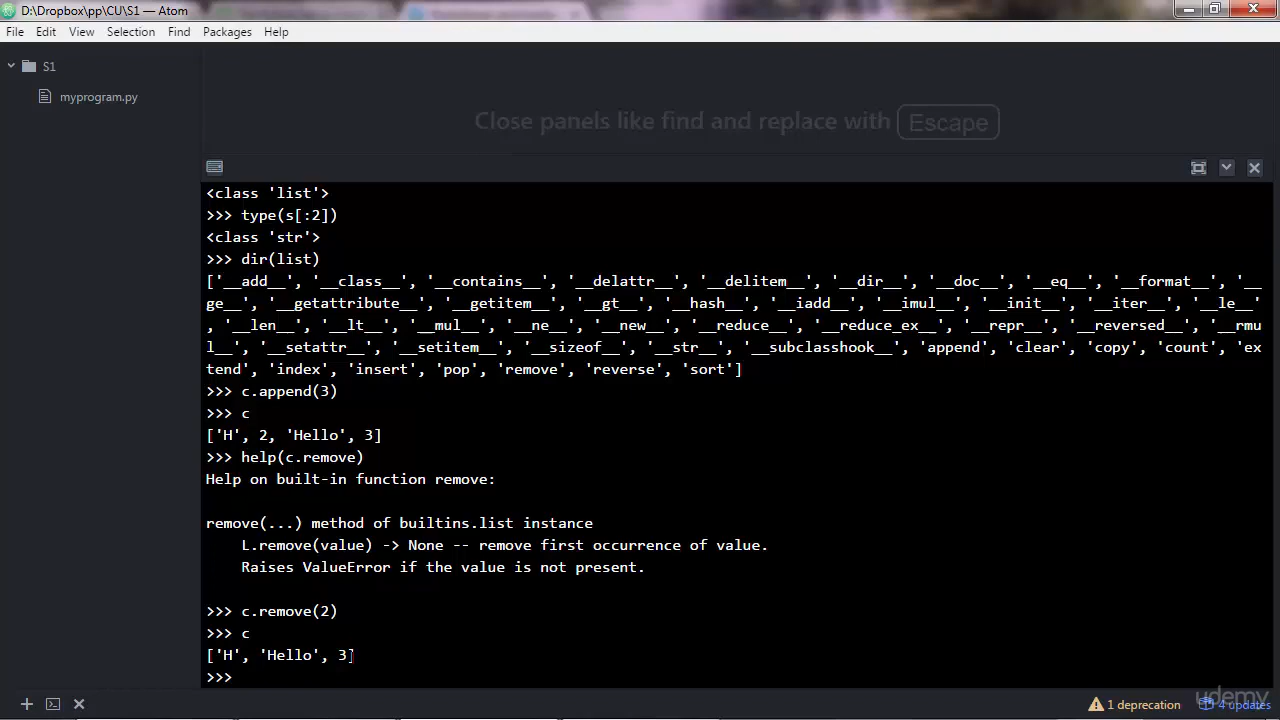 D:\Dropbox\pp\CU\S1 — Atom
File Edit View Selection Find Packages Help
S1
myprogram.py
Close panels like find and replace with Escape
<class 'list'>
>>> type(s[:2])
<class 'str'>
>>> dir(list)
['__add__', '__class__', '__contains__', '__delattr__', '__delitem__', '__dir__', '__doc__', '__eq__', '__format__', '__
ge__', '__getattribute__', '__getitem__', '__gt__', '__hash__', '__iadd__', '__imul__', '__init__', '__iter__', '__le__'
, '__len__', '__lt__', '__mul__', '__ne__', '__new__', '__reduce__', '__reduce_ex__', '__repr__', '__reversed__', '__rmu
l__', '__setattr__', '__setitem__', '__sizeof__', '__str__', '__subclasshook__', 'append', 'clear', 'copy', 'count', 'ex
tend', 'index', 'insert', 'pop', 'remove', 'reverse', 'sort']
>>> c.append(3)
>>> c
['H', 2, 'Hello', 3]
>>> help(c.remove)
Help on built-in function remove:
remove(...) method of builtins.list instance
L.remove(value) -> None -- remove first occurrence of value.
Raises ValueError if the value is not present.
>>> c.remove(2)
>>> c
['H', 'Hello', 3]
>>>
1 deprecation 4 updates
udemy